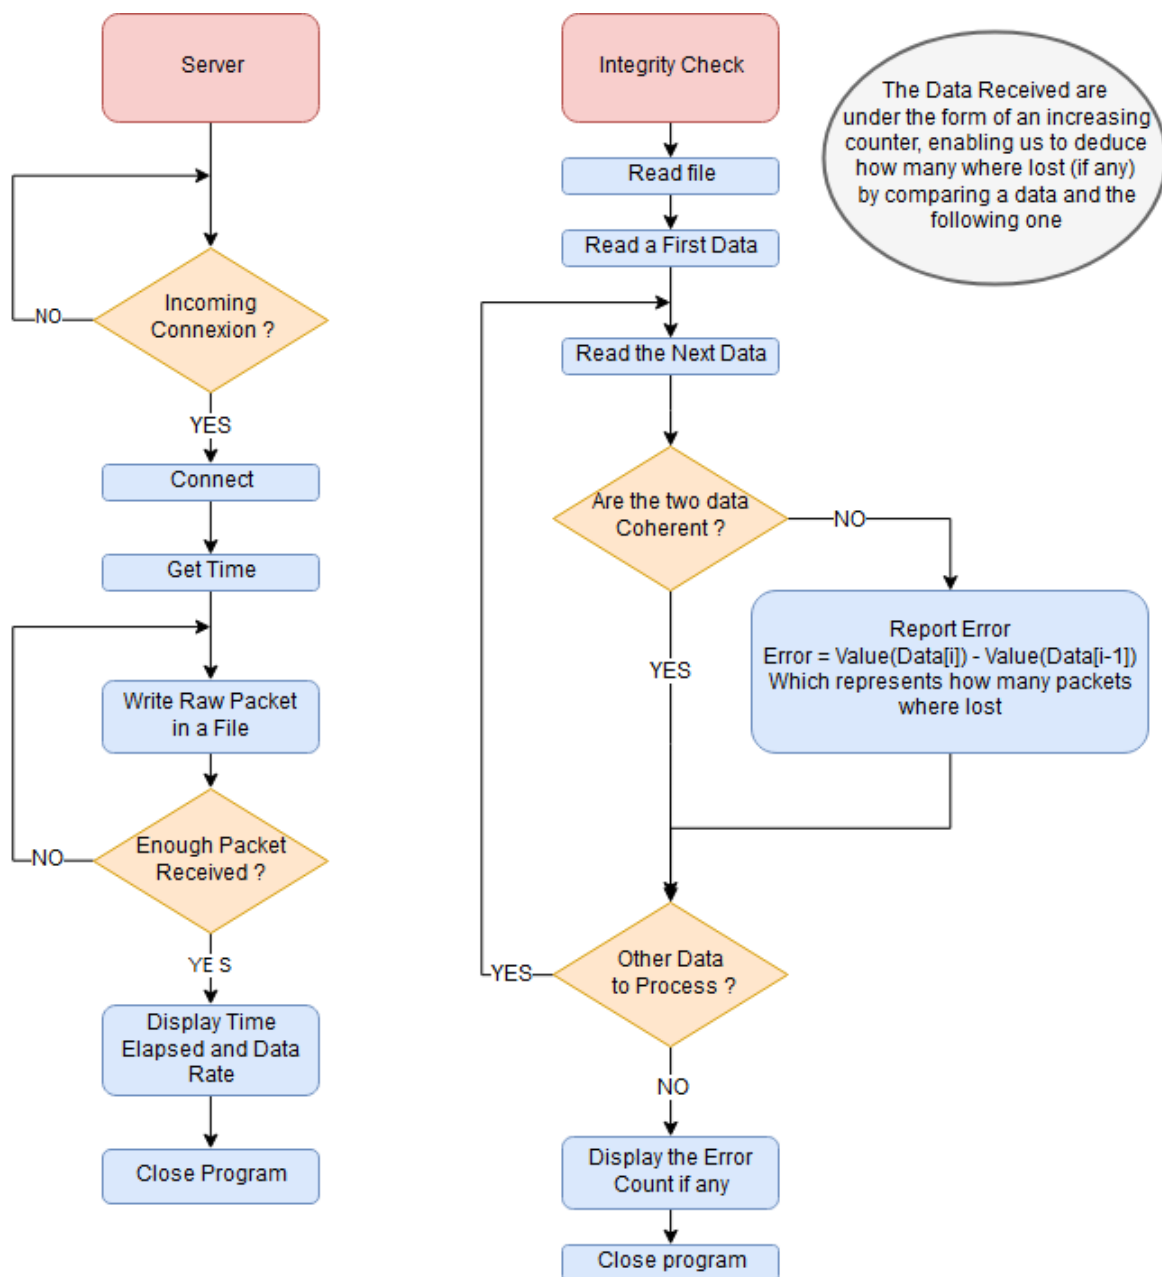 Server
NO
Incoming
Connexion ?
YES
Connect
Get Time
Write Raw Packet
in a File
NO
Enough Packet
Received ?
YES
Display Time
Elapsed and Data
Rate
Close Program
Integrity Check
Read file
Read a First Data
Read the Next Data
Are the two data
Coherent ?
NO
YES
Report Error
Error = Value(Data[i]) - Value(Data[i-1])
Which represents how many packets
where lost
Other Data
to Process ?
YES
NO
Display the Error
Count if any
Close program
The Data Received are
under the form of an increasing
counter, enabling us to deduce
how many where lost (if any)
by comparing a data and the
following one